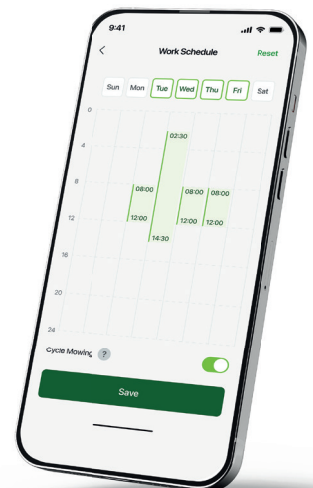 9:41
Work Schedule
Reset
Sun Mon Tue Wed Thu Fri Sat
0
02:30
4
8
08:00 08:00 08:00
12
12:00 12:00 12:00
14:30
16
20
24
Cycle Mowing ?
Save